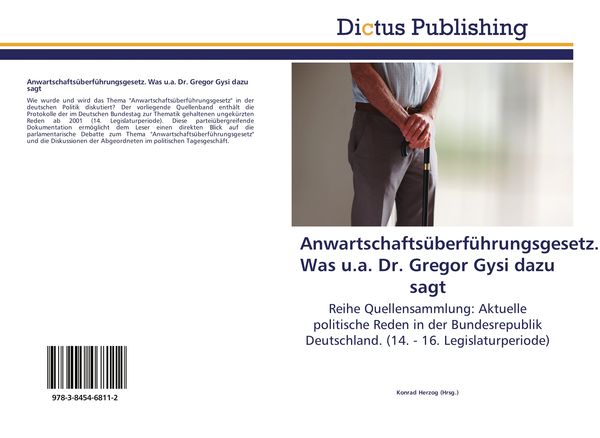 Dictus Publishing
Anwartschaftsüberführungsgesetz. Was u.a. Dr. Gregor Gysi dazu
sagt
Wie wurde und wird das Thema "Anwartschaftsüberführungsgesetz" in der
deutschen Politik diskutiert? Der vorliegende Quellenband enthält die
Protokolle der im Deutschen Bundestag zur Thematik gehaltenen ungekürzten
Reden ab 2001 (14. Legislaturperiode). Diese parteiübergreifende
Dokumentation ermöglicht dem Leser einen direkten Blick auf die
parlamentarische Debatte zum Thema "Anwartschaftsüberführungsgesetz"
und die Diskussionen der Abgeordneten im politischen Tagesgeschäft.
978-3-8454-6811-2
Anwartschaftsüberführungsgesetz.
Was u.a. Dr. Gregor Gysi dazu
sagt
Reihe Quellensammlung: Aktuelle
politische Reden in der Bundesrepublik
Deutschland. (14. - 16. Legislaturperiode)
Konrad Herzog (Hrsg.)